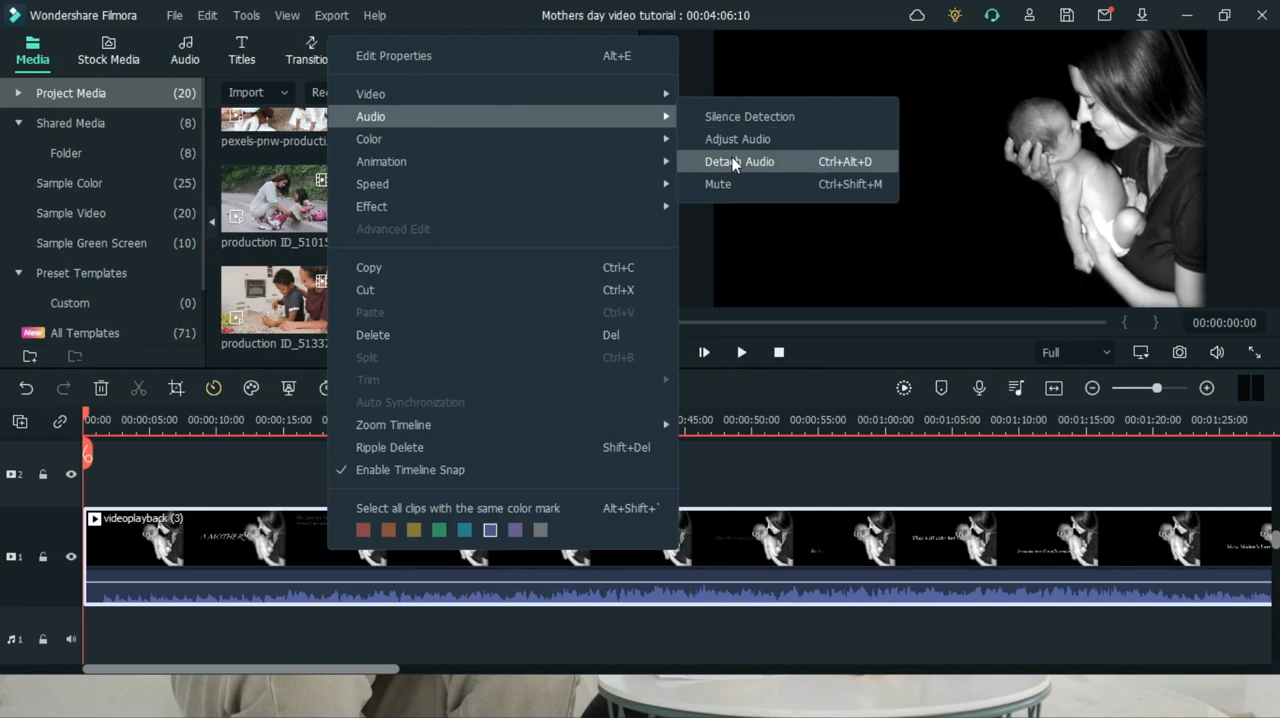 Wondershare Filmora File Edit Tools View Export Help Mothers day video tutorial : 00:04:06:10
Media Stock Media Audio Titles Transitio
Project Media (20)
Shared Media (8)
Folder (8)
Sample Color (25)
Sample Video (20)
Sample Green Screen (10)
Preset Templates
Custom (0)
New All Templates (71)
Import Rec
pexels-pnw-producti
production ID_51015
production ID_51337
Edit Properties Alt+E
Video
Audio
Color
Animation
Speed
Effect
Advanced Edit
Copy Ctrl+C
Cut Ctrl+X
Paste Ctrl+V
Delete Del
Split Ctrl+B
Trim
Auto Synchronization
Zoom Timeline
Ripple Delete Shift+Del
Enable Timeline Snap
Select all clips with the same color mark Alt+Shift+`
Silence Detection
Adjust Audio
Detach Audio Ctrl+Alt+D
Mute Ctrl+Shift+M
{ } 00:00:00:00
Full
00:00 00:00:05:00 00:00:10:00 00:00:15:00 :45:00 00:00:50:00 00:00:55:00 00:01:00:00 00:01:05:00 00:01:10:00 00:01:15:00 00:01:20:00 00:01:25:00
2
videoplayback (3)
A MOTHER
1
1